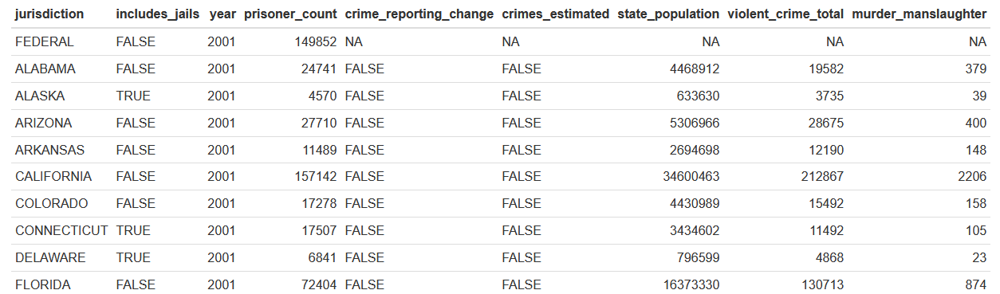 jurisdiction includes_jails year prisoner_count crime_reporting_change crimes_estimated state_population violent_crime_total murder_manslaughter
FEDERAL FALSE 2001 149852 NA NA NA NA NA
ALABAMA FALSE 2001 24741 FALSE FALSE 4468912 19582 379
ALASKA TRUE 2001 4570 FALSE FALSE 633630 3735 39
ARIZONA FALSE 2001 27710 FALSE FALSE 5306966 28675 400
ARKANSAS FALSE 2001 11489 FALSE FALSE 2694698 12190 148
CALIFORNIA FALSE 2001 157142 FALSE FALSE 34600463 212867 2206
COLORADO FALSE 2001 17278 FALSE FALSE 4430989 15492 158
CONNECTICUT TRUE 2001 17507 FALSE FALSE 3434602 11492 105
DELAWARE TRUE 2001 6841 FALSE FALSE 796599 4868 23
FLORIDA FALSE 2001 72404 FALSE FALSE 16373330 130713 874